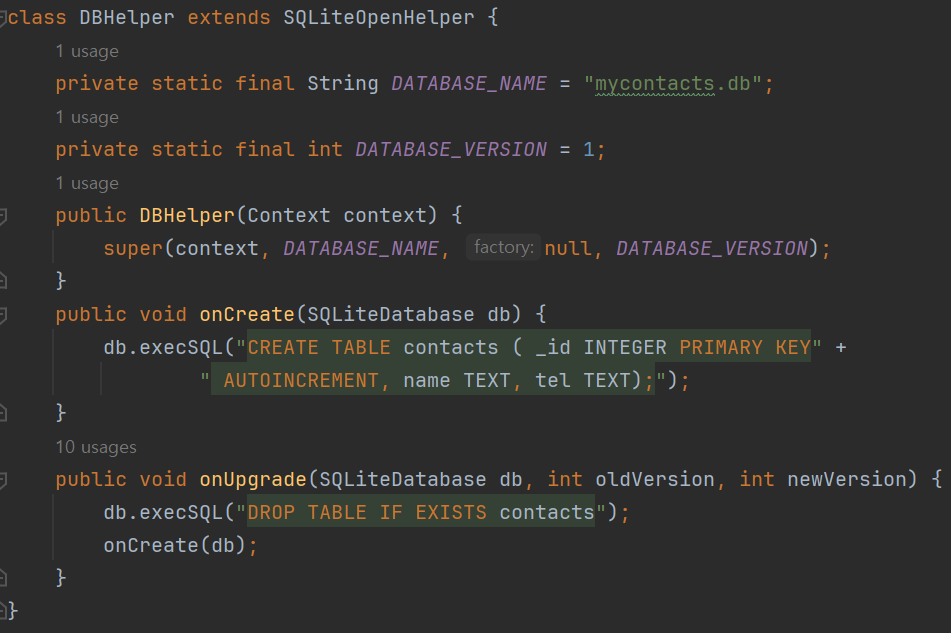 class DBHelper extends SQLiteOpenHelper {
1 usage
private static final String DATABASE_NAME = "mycontacts.db";
1 usage
private static final int DATABASE_VERSION = 1;
1 usage
public DBHelper(Context context) {
super(context, DATABASE_NAME, factory: null, DATABASE_VERSION);
}
public void onCreate(SQLiteDatabase db) {
db.execSQL("CREATE TABLE contacts ( _id INTEGER PRIMARY KEY" +
" AUTOINCREMENT, name TEXT, tel TEXT);");
}
10 usages
public void onUpgrade(SQLiteDatabase db, int oldVersion, int newVersion) {
db.execSQL("DROP TABLE IF EXISTS contacts");
onCreate(db);
}
}